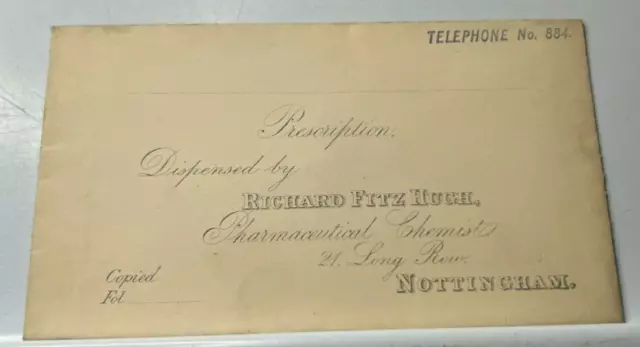 TELEPHONE No. 884.
Prescription,
Dispensed by
RICHARD FITZ HUGH,
Pharmaceutical Chemist
21. Long Row.
NOTTINGHAM.
Copied
Fol